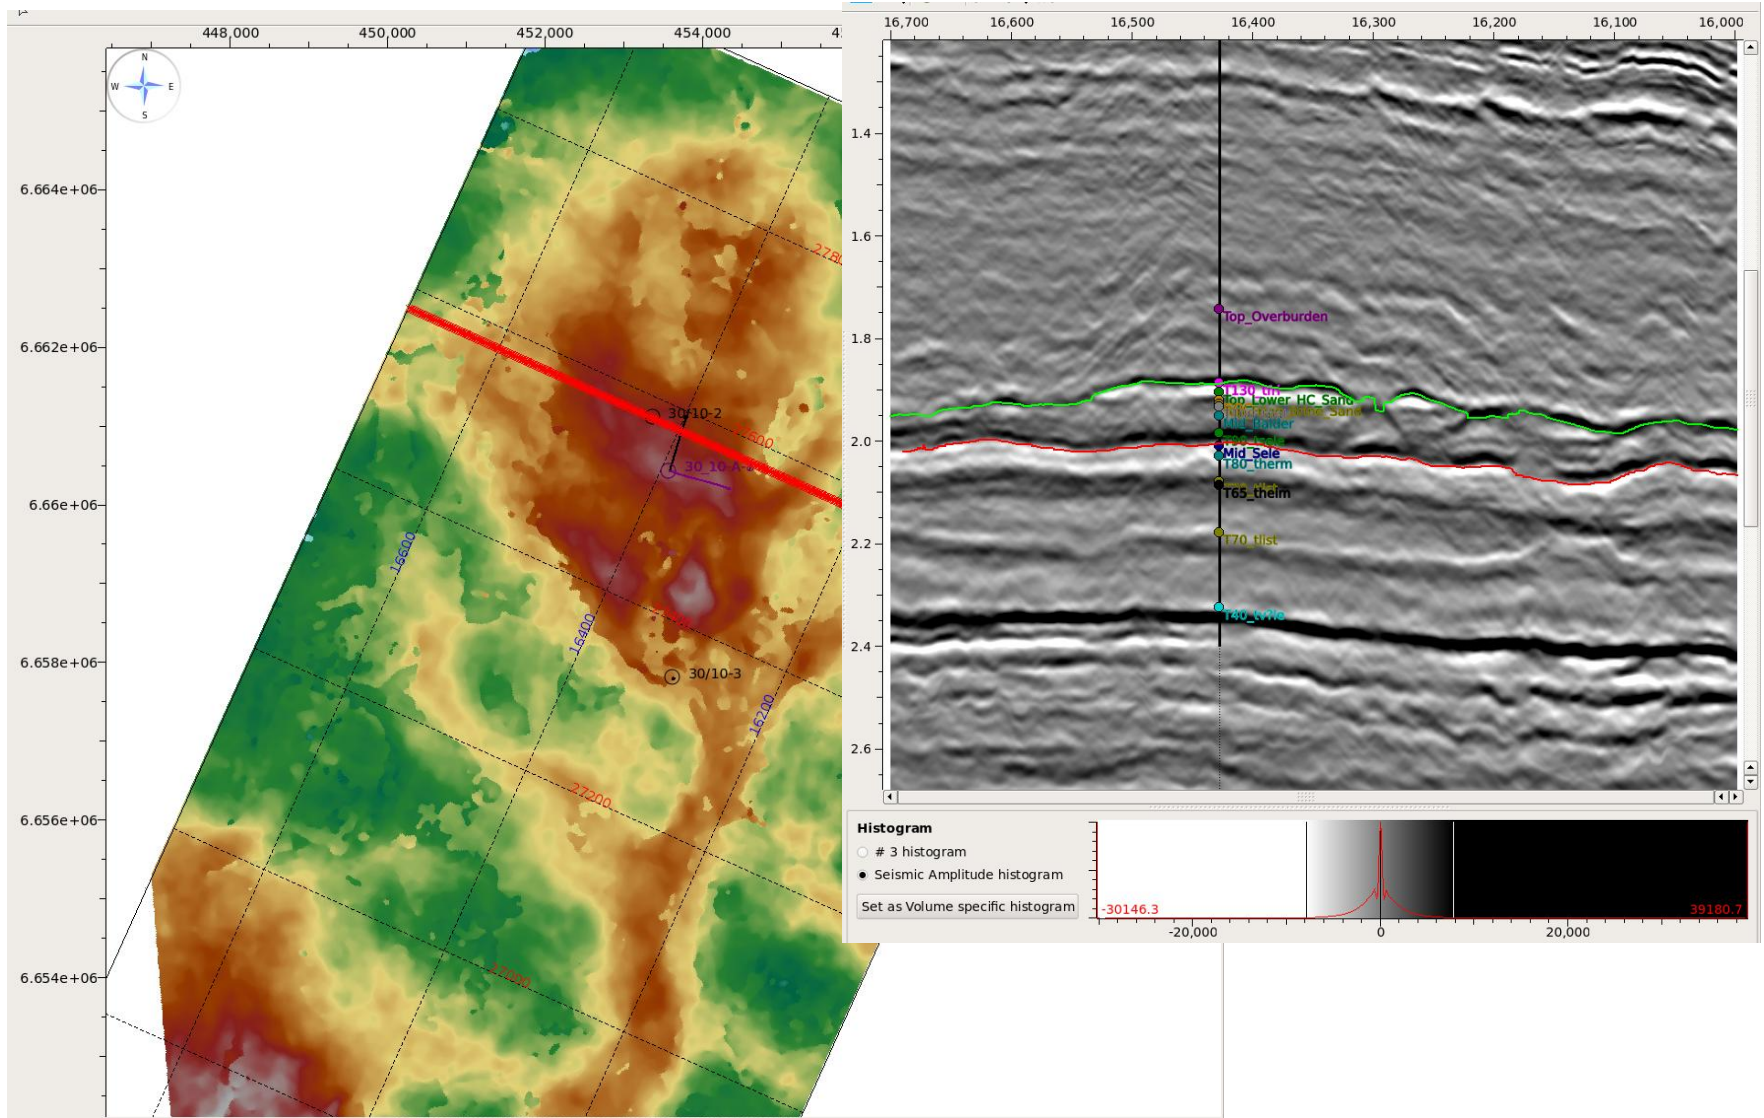 448,000
450,000
452,000
454,000
N
W
E
S
6.664e+06
6.662e+06
6.66e+06
6.658e+06
6.656e+06
6.654e+06
30/10-2
30_10-A-
30/10-3
16600
16400
16200
27200
27000
16,700
16,600
16,500
16,400
16,300
16,200
16,100
16,000
1.4
1.6
1.8
2.0
2.2
2.4
2.6
Top_Overburden
Top_Lower_HC_Sand
Mid_Balder
Mid_Sele
T80_therm
T65_theim
T70_tlist
Histogram
# 3 histogram
Seismic Amplitude histogram
Set as Volume specific histogram
-30146.3
39180.7
-20,000
0
20,000